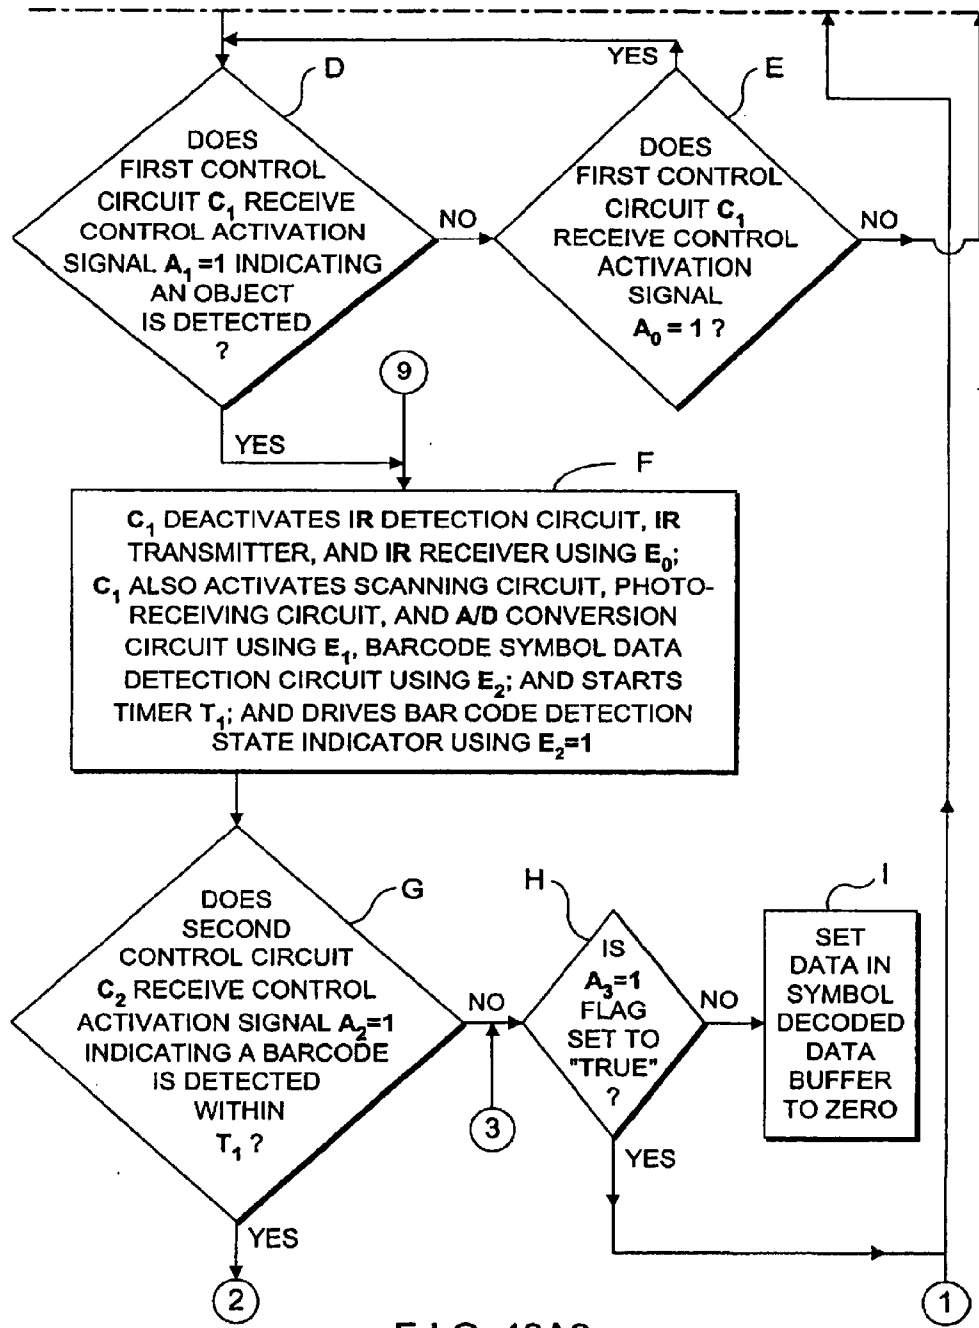 D
DOES
FIRST CONTROL
CIRCUIT C₁ RECEIVE
CONTROL ACTIVATION
SIGNAL A₁ =1 INDICATING
AN OBJECT
IS DETECTED
?
NO
YES
YES
E
DOES
FIRST CONTROL
CIRCUIT C₁
RECEIVE CONTROL
ACTIVATION
SIGNAL
A₀ = 1 ?
NO
9
F
C₁ DEACTIVATES IR DETECTION CIRCUIT, IR
TRANSMITTER, AND IR RECEIVER USING E₀;
C₁ ALSO ACTIVATES SCANNING CIRCUIT, PHOTO-
RECEIVING CIRCUIT, AND A/D CONVERSION
CIRCUIT USING E₁, BARCODE SYMBOL DATA
DETECTION CIRCUIT USING E₂; AND STARTS
TIMER T₁; AND DRIVES BAR CODE DETECTION
STATE INDICATOR USING E₂=1
G
DOES
SECOND
CONTROL CIRCUIT
C₂ RECEIVE CONTROL
ACTIVATION SIGNAL A₂=1
INDICATING A BARCODE
IS DETECTED
WITHIN
T₁ ?
NO
3
YES
2
H
IS
A₃=1
FLAG
SET TO
"TRUE"
?
NO
YES
I
SET
DATA IN
SYMBOL
DECODED
DATA
BUFFER
TO ZERO
1